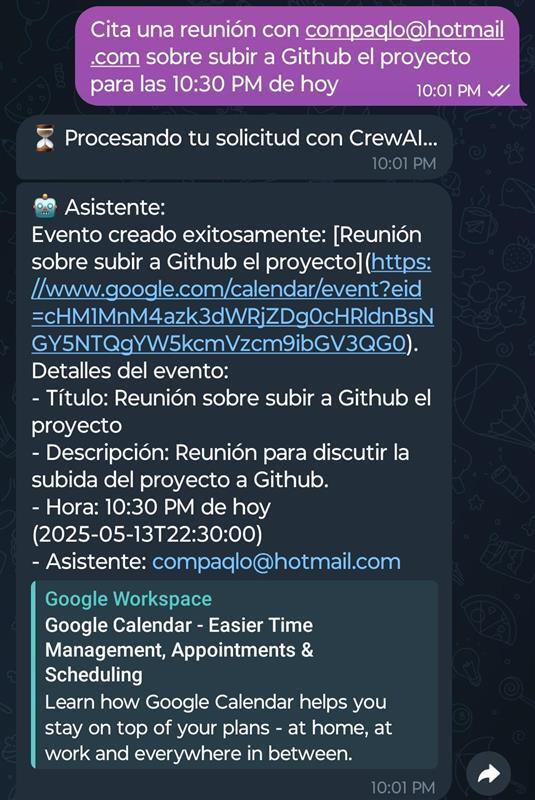 Cita una reunión con compaqlo@hotmail
.com sobre subir a Github el proyecto
para las 10:30 PM de hoy
10:01 PM
⏳ Procesando tu solicitud con CrewAI...
10:01 PM
🤖 Asistente:
Evento creado exitosamente: [Reunión
sobre subir a Github el proyecto](https:
//www.google.com/calendar/event?eid
=cHM1MnM4azk3dWRjZDg0cHRldnBsN
GY5NTQgYW5kcmVzcm9ibGV3QG0).
Detalles del evento:
- Título: Reunión sobre subir a Github el
proyecto
- Descripción: Reunión para discutir la
subida del proyecto a Github.
- Hora: 10:30 PM de hoy
(2025-05-13T22:30:00)
- Asistente: compaqlo@hotmail.com
Google Workspace
Google Calendar - Easier Time
Management, Appointments &
Scheduling
Learn how Google Calendar helps you
stay on top of your plans - at home, at
work and everywhere in between.
10:01 PM